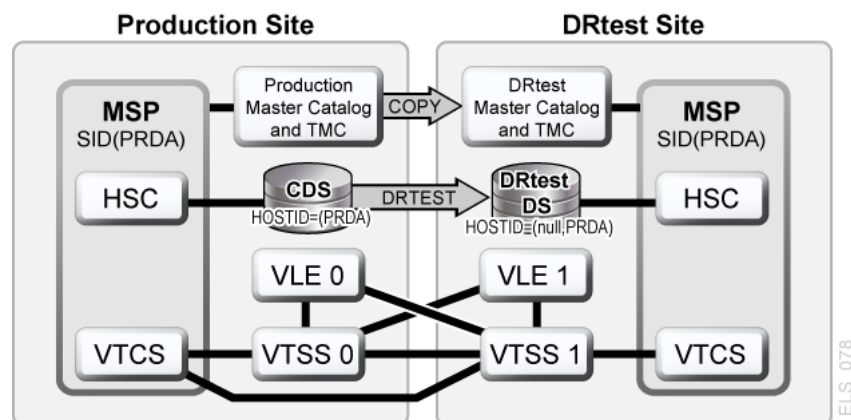 Production Site
DRtest Site
MSP
SID(PRDA)
Production
Master Catalog
and TMC
COPY
DRtest
Master Catalog
and TMC
MSP
SID(PRDA)
HSC
CDS
HOSTID=(PRDA)
DRTEST
DRtest
DS
HOSTID=(null,PRDA)
HSC
VLE 0
VLE 1
VTCS
VTSS 0
VTSS 1
VTCS
ELS_078